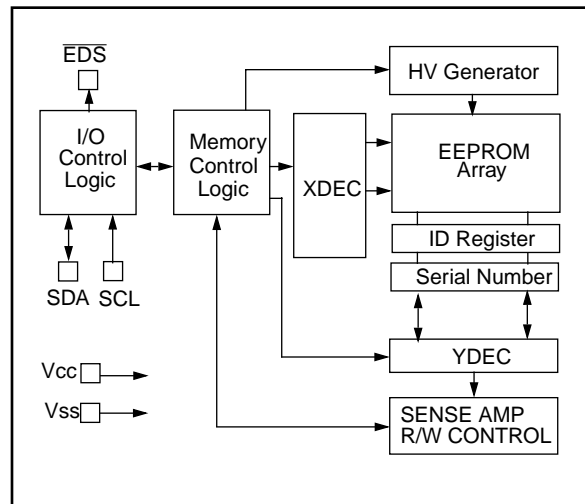 EDS
HV Generator
I/O
Control
Logic
Memory
Control
Logic
XDEC
EEPROM
Array
ID Register
Serial Number
SDA
SCL
YDEC
Vcc
Vss
SENSE AMP
R/W CONTROL